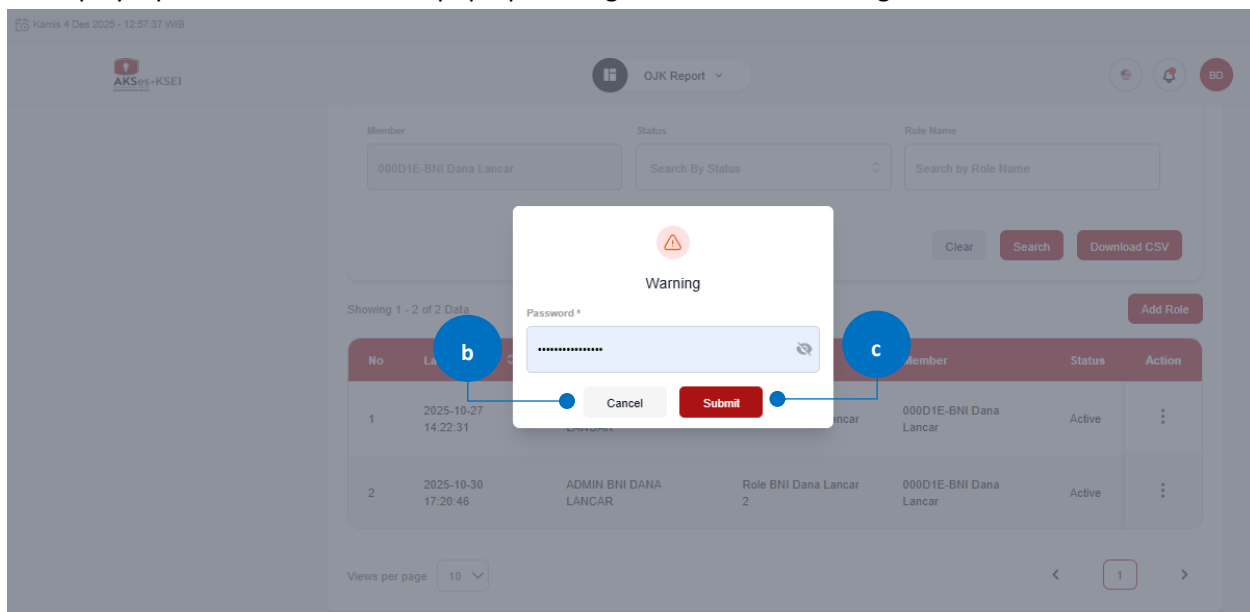 Kamis 4 Des 2025 - 12:57:37 WIB
AKSes-KSEI
OJK Report
BD
Member
Status
Role Name
000D1E-BNI Dana Lancar
Search By Status
Search by Role Name
Clear
Search
Download CSV
Warning
Password *
••••••••••••••••
Cancel
Submit
b
c
Showing 1 - 2 of 2 Data
Add Role
No
Member
Status
Action
1
2025-10-27
14:22:31
LANCAR
000D1E-BNI Dana
Lancar
Active
2
2025-10-30
17:20:46
ADMIN BNI DANA
LANCAR
Role BNI Dana Lancar
2
000D1E-BNI Dana
Lancar
Active
Views per page
10
1